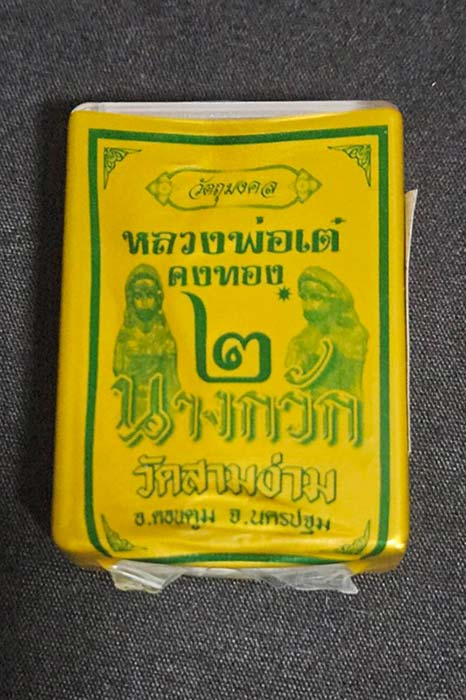 วัตถุมงคล
หลวงพ่อเต๋
คงทอง
๒
นางกวัก
วัดสามง่าม
อ.ดอนตูม จ.นครปฐม